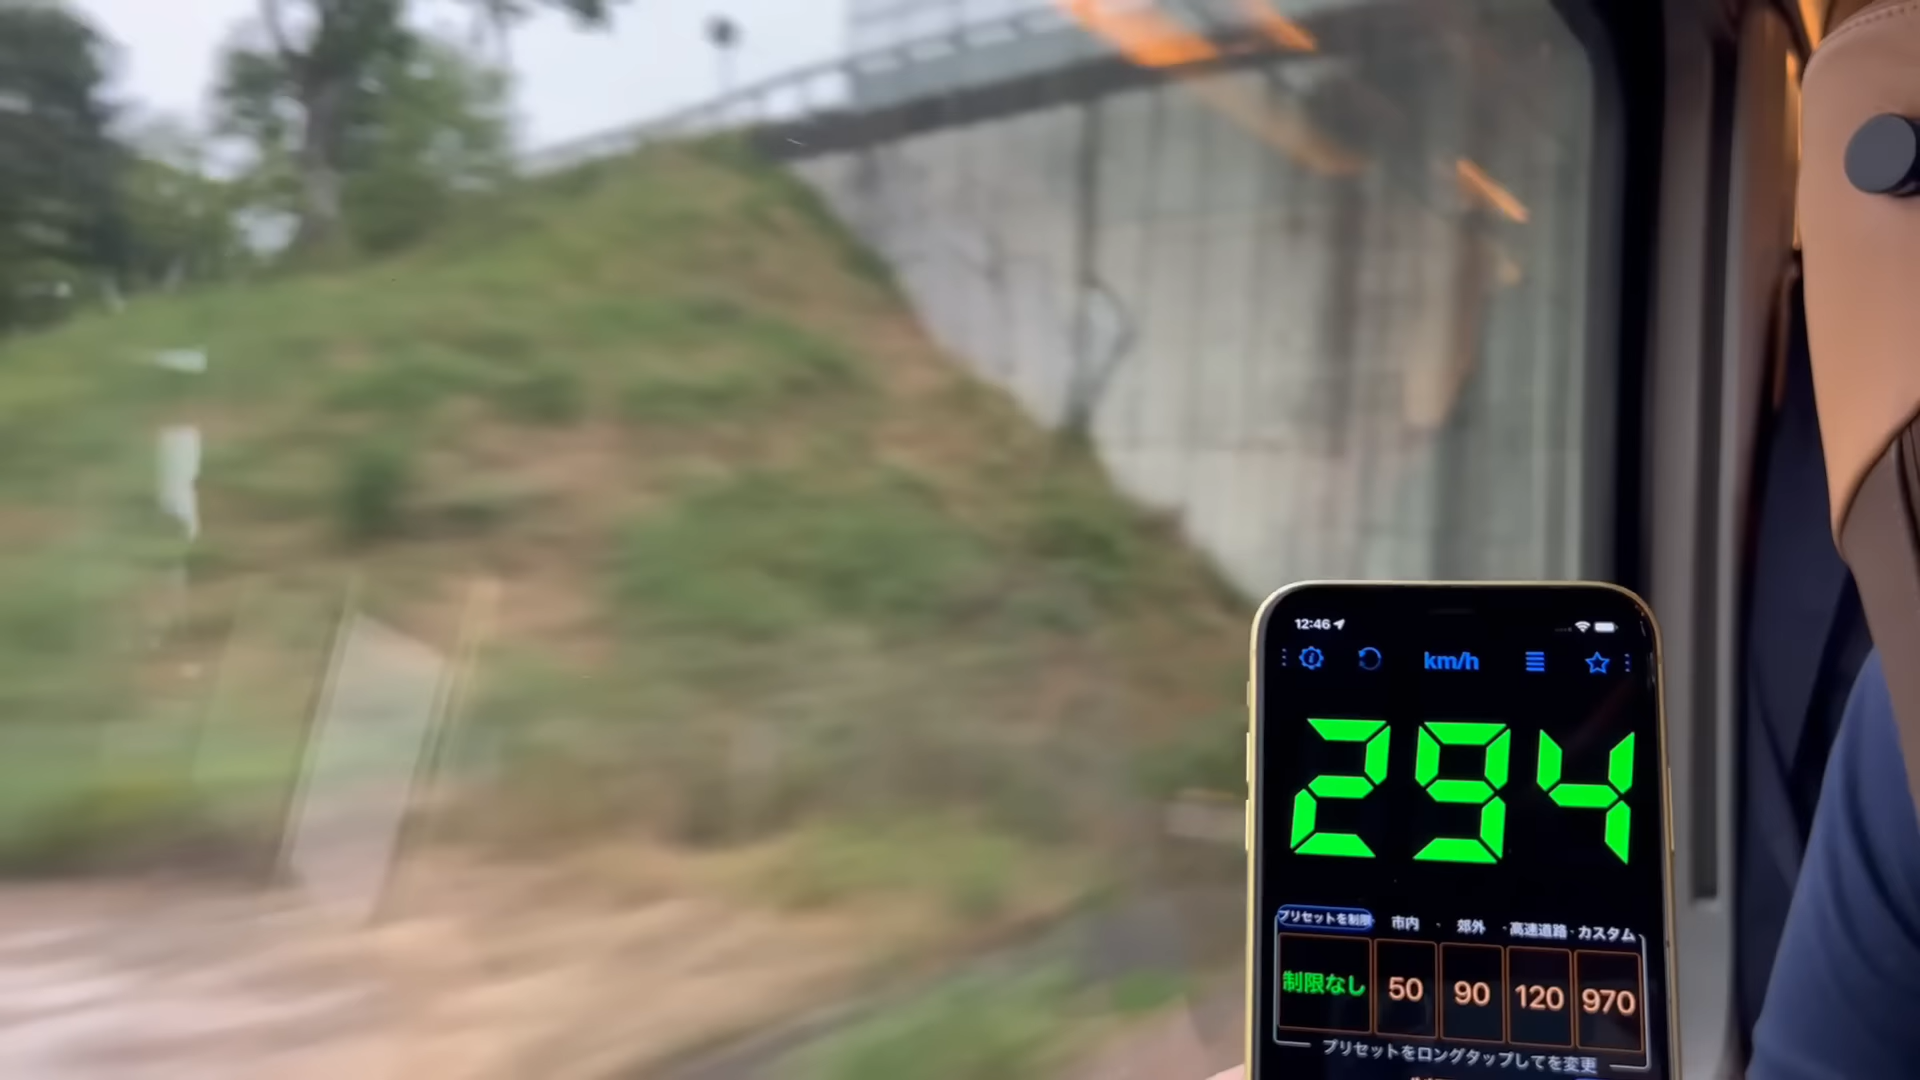 12:46
km/h
294
プリセットを制限 市内 郊外 高速道路 カスタム
制限なし 50 90 120 970
プリセットをロングタップしてを変更